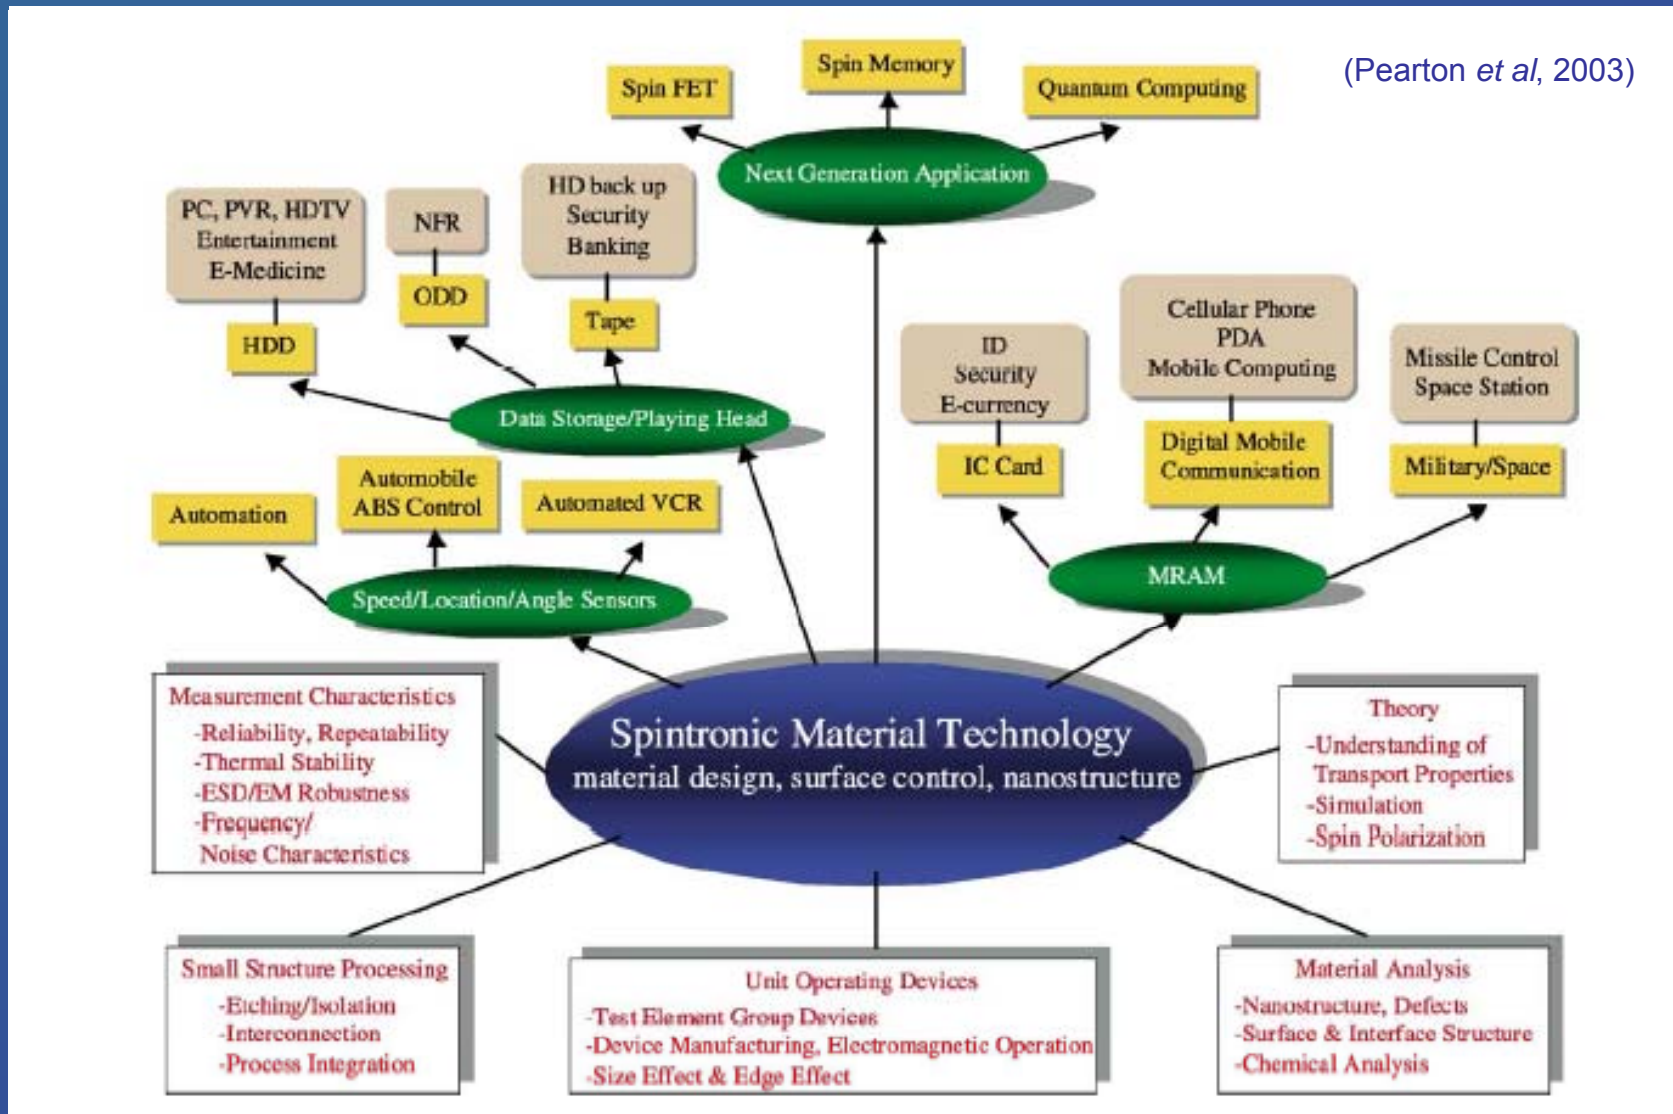 (Pearton et al, 2003)
Spin FET
Spin Memory
Quantum Computing
Next Generation Application
PC, PVR, HDTV
Entertainment
E-Medicine
HDD
NFR
ODD
HD back up
Security
Banking
Tape
Data Storage/Playing Head
ID
Security
E-currency
IC Card
Cellular Phone
PDA
Mobile Computing
Digital Mobile
Communication
Missile Control
Space Station
Military/Space
MRAM
Automation
Automobile
ABS Control
Automated VCR
Speed/Location/Angle Sensors
Spintronic Material Technology
material design, surface control, nanostructure
Measurement Characteristics
-Reliability, Repeatability
-Thermal Stability
-ESD/EM Robustness
-Frequency/
Noise Characteristics
Theory
-Understanding of
Transport Properties
-Simulation
-Spin Polarization
Small Structure Processing
-Etching/Isolation
-Interconnection
-Process Integration
Unit Operating Devices
-Test Element Group Devices
-Device Manufacturing, Electromagnetic Operation
-Size Effect & Edge Effect
Material Analysis
-Nanostructure, Defects
-Surface & Interface Structure
-Chemical Analysis